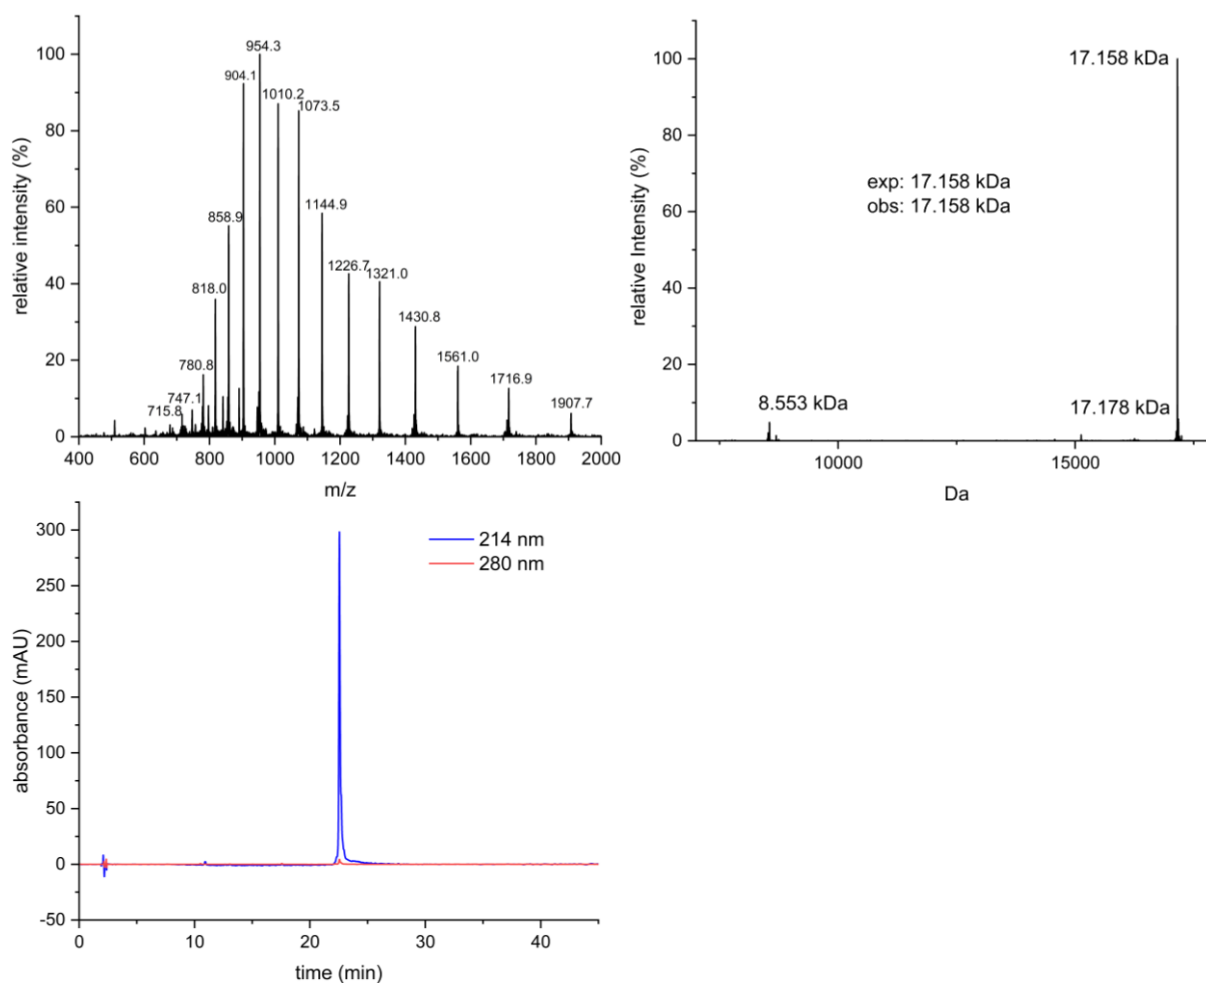 relative intensity (%)
100
80
60
40
20
0
954.3
904.1
1010.2
1073.5
1144.9
858.9
1226.7
1321.0
818.0
1430.8
780.8
1561.0
747.1
1716.9
715.8
1907.7
400 600 800 1000 1200 1400 1600 1800 2000
m/z
relative Intensity (%)
100
80
60
40
20
0
17.158 kDa
exp: 17.158 kDa
obs: 17.158 kDa
8.553 kDa
17.178 kDa
10000 15000
Da
absorbance (mAU)
300
250
200
150
100
50
0
-50
214 nm
280 nm
0 10 20 30 40
time (min)